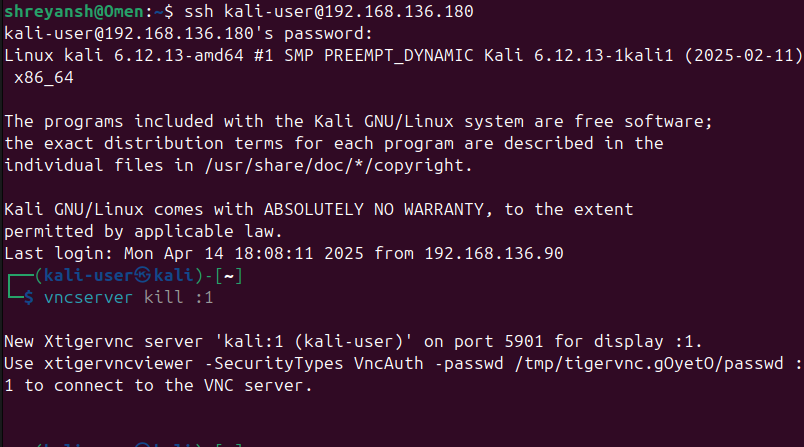 shreyansh@Omen:~$ ssh kali-user@192.168.136.180
kali-user@192.168.136.180's password:
Linux kali 6.12.13-amd64 #1 SMP PREEMPT_DYNAMIC Kali 6.12.13-1kali1 (2025-02-11)
 x86_64
The programs included with the Kali GNU/Linux system are free software;
the exact distribution terms for each program are described in the
individual files in /usr/share/doc/*/copyright.
Kali GNU/Linux comes with ABSOLUTELY NO WARRANTY, to the extent
permitted by applicable law.
Last login: Mon Apr 14 18:08:11 2025 from 192.168.136.90
┌──(kali-user㉿kali)-[~]
└─$ vncserver kill :1
New Xtigervnc server 'kali:1 (kali-user)' on port 5901 for display :1.
Use xtigervncviewer -SecurityTypes VncAuth -passwd /tmp/tigervnc.gOyetO/passwd :
1 to connect to the VNC server.